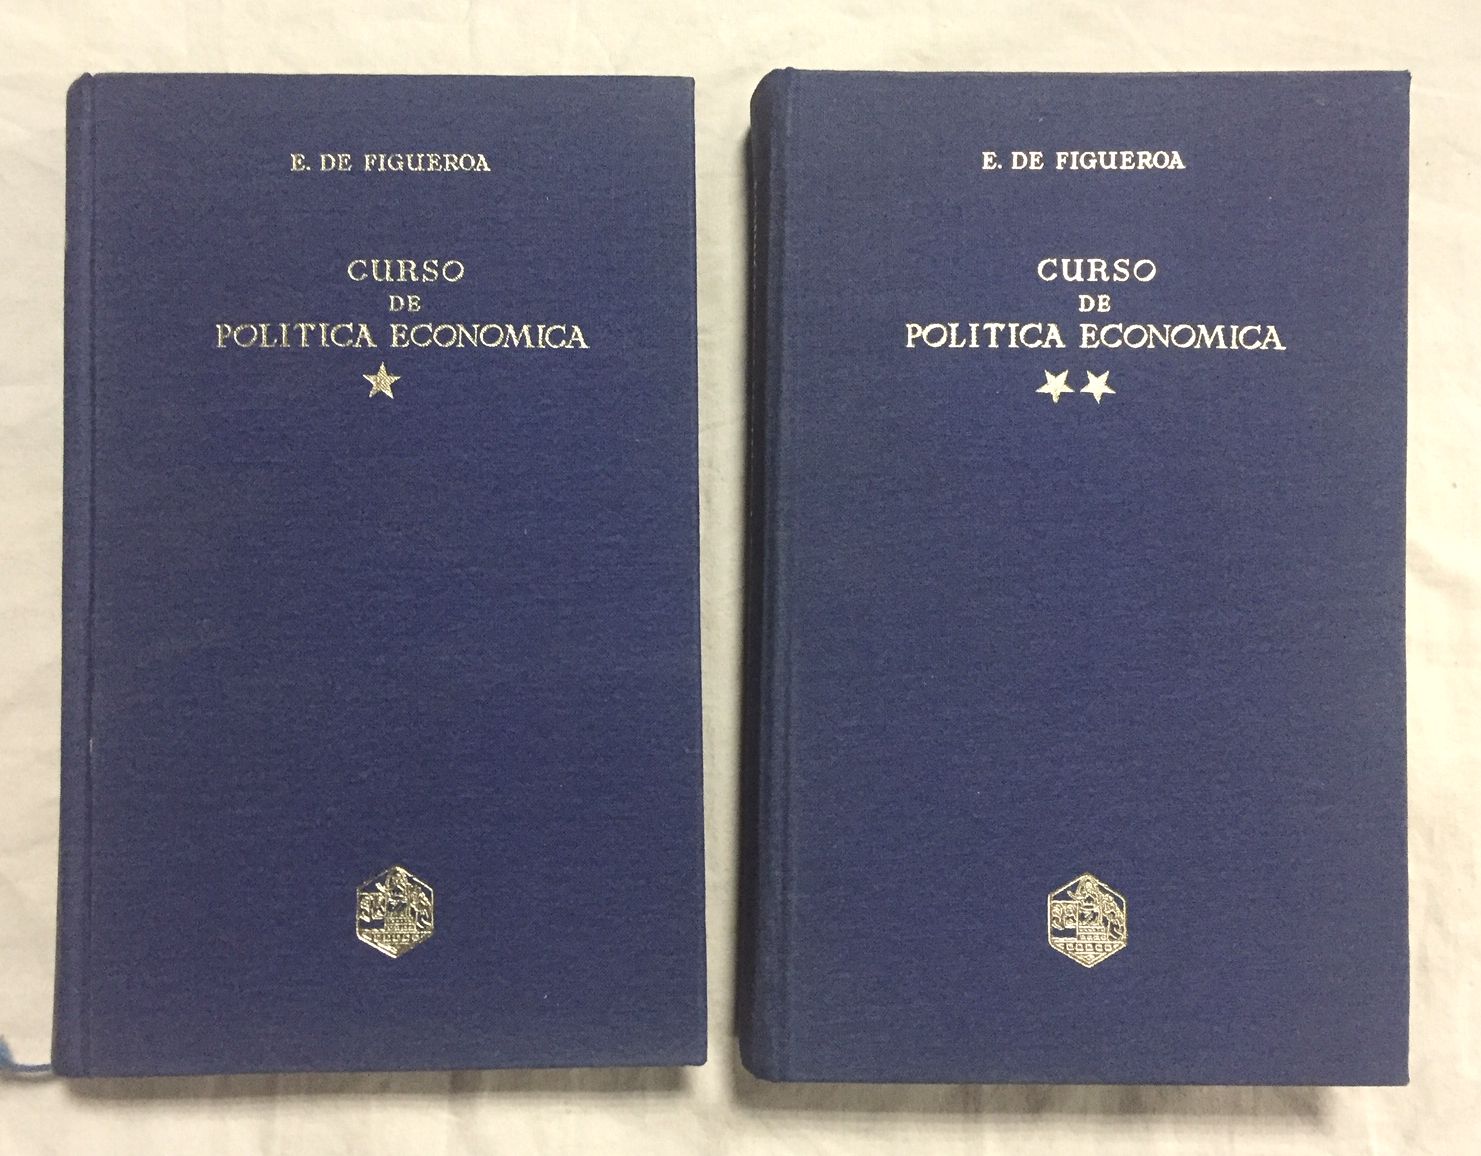 E. DE FIGUEROA
CURSO
DE
POLITICA ECONOMICA
E. DE FIGUEROA
CURSO
DE
POLITICA ECONOMICA